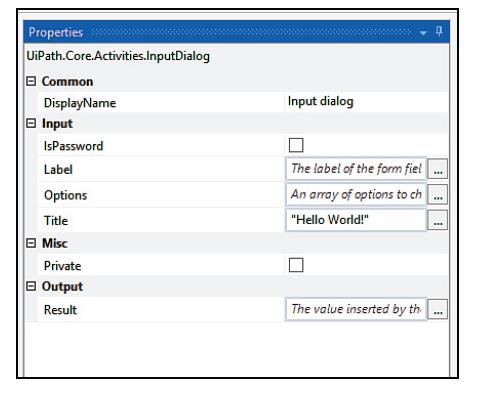 Properties
UiPath.Core.Activities.InputDialog
Common
DisplayName Input dialog
Input
IsPassword
Label The label of the form fiel ...
Options An array of options to ch ...
Title "Hello World!" ...
Misc
Private
Output
Result The value inserted by th ...